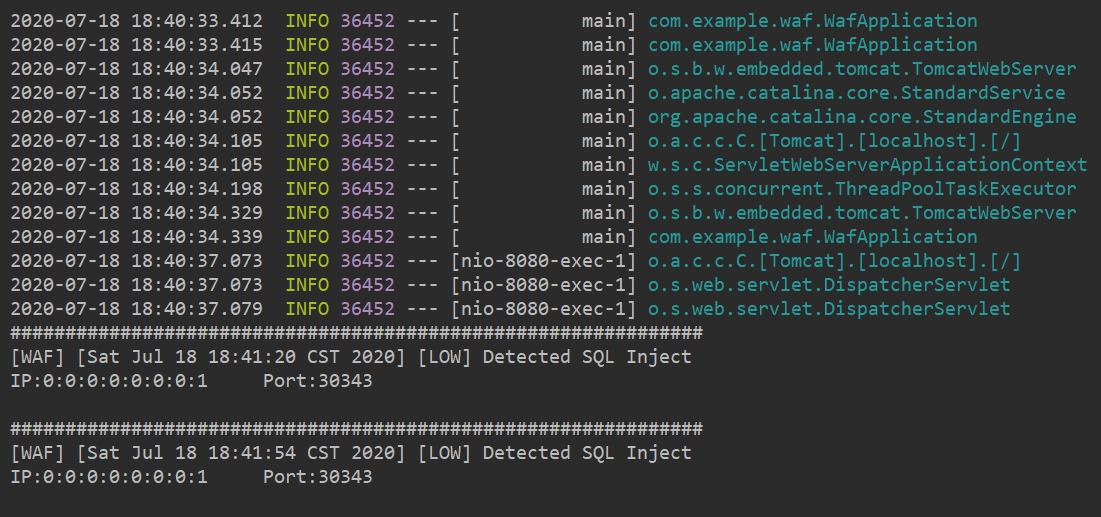 2020-07-18 18:40:33.412  INFO 36452 --- [           main] com.example.waf.WafApplication
2020-07-18 18:40:33.415  INFO 36452 --- [           main] com.example.waf.WafApplication
2020-07-18 18:40:34.047  INFO 36452 --- [           main] o.s.b.w.embedded.tomcat.TomcatWebServer
2020-07-18 18:40:34.052  INFO 36452 --- [           main] o.apache.catalina.core.StandardService
2020-07-18 18:40:34.052  INFO 36452 --- [           main] org.apache.catalina.core.StandardEngine
2020-07-18 18:40:34.105  INFO 36452 --- [           main] o.a.c.c.C.[Tomcat].[localhost].[/]
2020-07-18 18:40:34.105  INFO 36452 --- [           main] w.s.c.ServletWebServerApplicationContext
2020-07-18 18:40:34.198  INFO 36452 --- [           main] o.s.s.concurrent.ThreadPoolTaskExecutor
2020-07-18 18:40:34.329  INFO 36452 --- [           main] o.s.b.w.embedded.tomcat.TomcatWebServer
2020-07-18 18:40:34.339  INFO 36452 --- [           main] com.example.waf.WafApplication
2020-07-18 18:40:37.073  INFO 36452 --- [nio-8080-exec-1] o.a.c.c.C.[Tomcat].[localhost].[/]
2020-07-18 18:40:37.073  INFO 36452 --- [nio-8080-exec-1] o.s.web.servlet.DispatcherServlet
2020-07-18 18:40:37.079  INFO 36452 --- [nio-8080-exec-1] o.s.web.servlet.DispatcherServlet
###############################################################
[WAF] [Sat Jul 18 18:41:20 CST 2020] [LOW] Detected SQL Inject
IP:0:0:0:0:0:0:0:1     Port:30343
###############################################################
[WAF] [Sat Jul 18 18:41:54 CST 2020] [LOW] Detected SQL Inject
IP:0:0:0:0:0:0:0:1     Port:30343